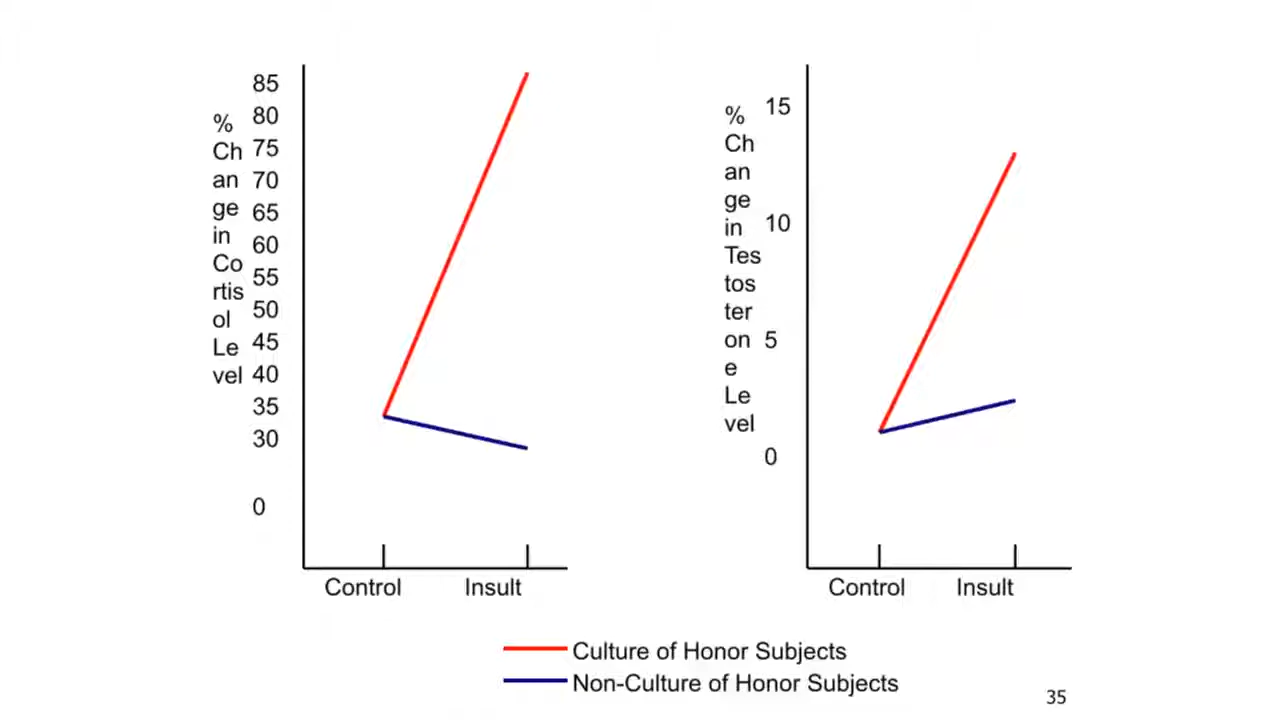 %
Ch
an
ge
in
Co
rtis
ol
Le
vel
85
80
75
70
65
60
55
50
45
40
35
30
0
Control Insult
%
Ch
an
ge
in
Tes
tos
ter
on
e
Le
vel
15
10
5
0
Control Insult
Culture of Honor Subjects
Non-Culture of Honor Subjects
35